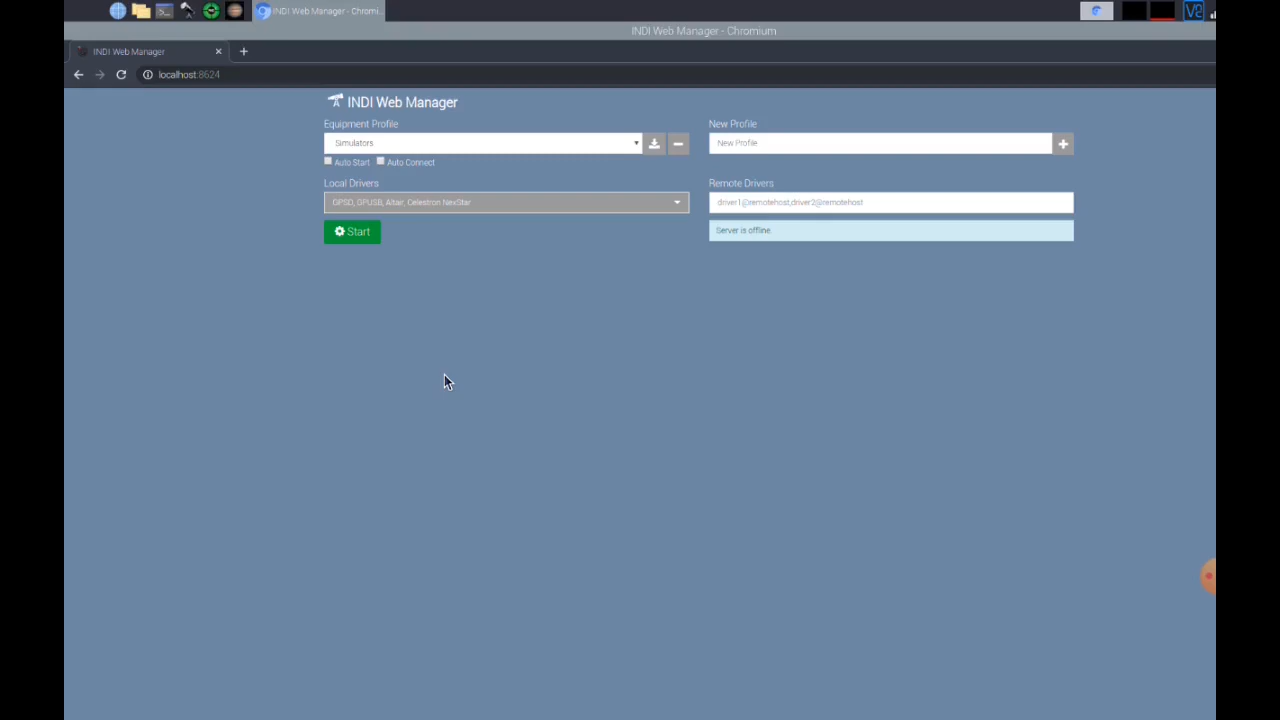 INDI Web Manager - Chromi...
INDI Web Manager - Chromium
INDI Web Manager
localhost:8624
INDI Web Manager
Equipment Profile
New Profile
Simulators
New Profile
Auto Start
Auto Connect
Local Drivers
Remote Drivers
GPSD, GPUSB, Altair, Celestron NexStar
driver1@remotehost,driver2@remotehost
Start
Server is offline.